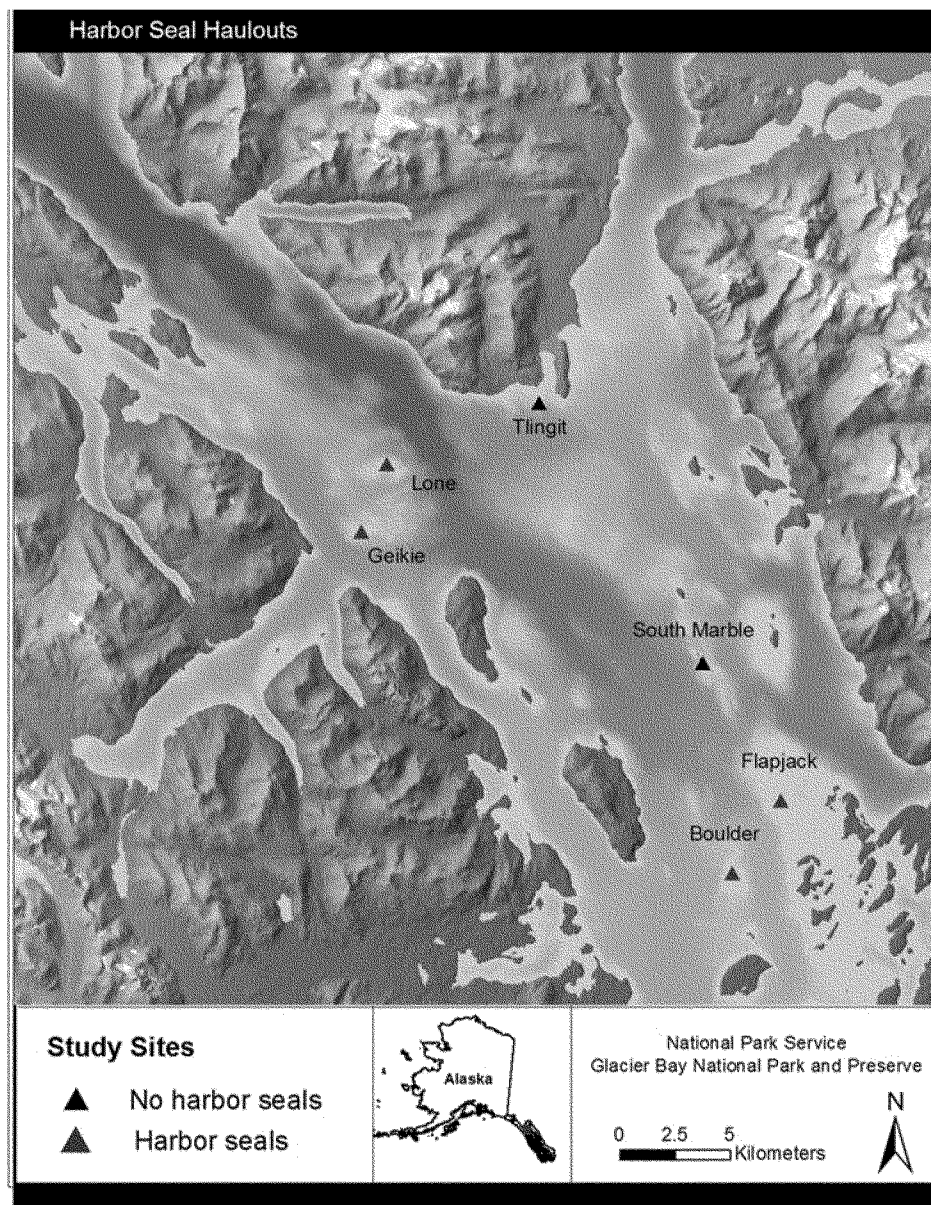 Harbor Seal Haulouts
Tlingit
Lone
Geikie
South Marble
Flapjack
Boulder
Study Sites
No harbor seals
Harbor seals
Alaska
National Park Service
Glacier Bay National Park and Preserve
N
0 2.5 5
Kilometers